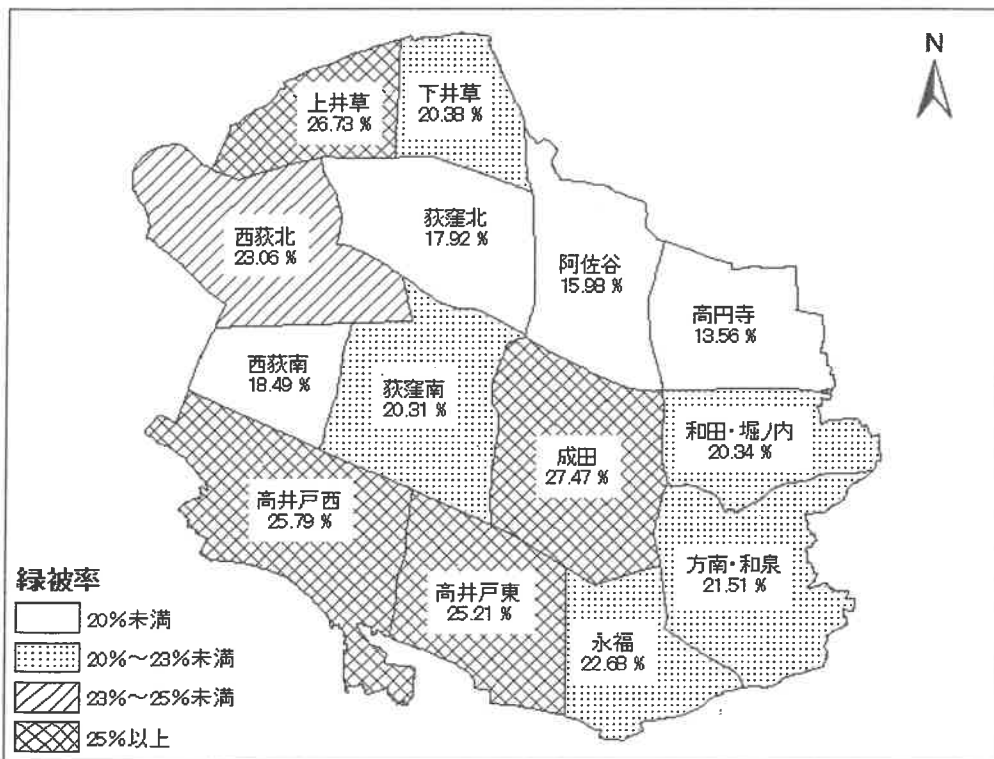 N
上井草
26.73 %
下井草
20.38 %
西荻北
23.06 %
荻窪北
17.92 %
阿佐谷
15.98 %
高円寺
13.56 %
西荻南
18.49 %
荻窪南
20.31 %
成田
27.47 %
和田・堀ノ内
20.34 %
高井戸西
25.79 %
高井戸東
25.21 %
方南・和泉
21.51 %
永福
22.68 %
緑被率
20%未満
20%～23%未満
23%～25%未満
25%以上